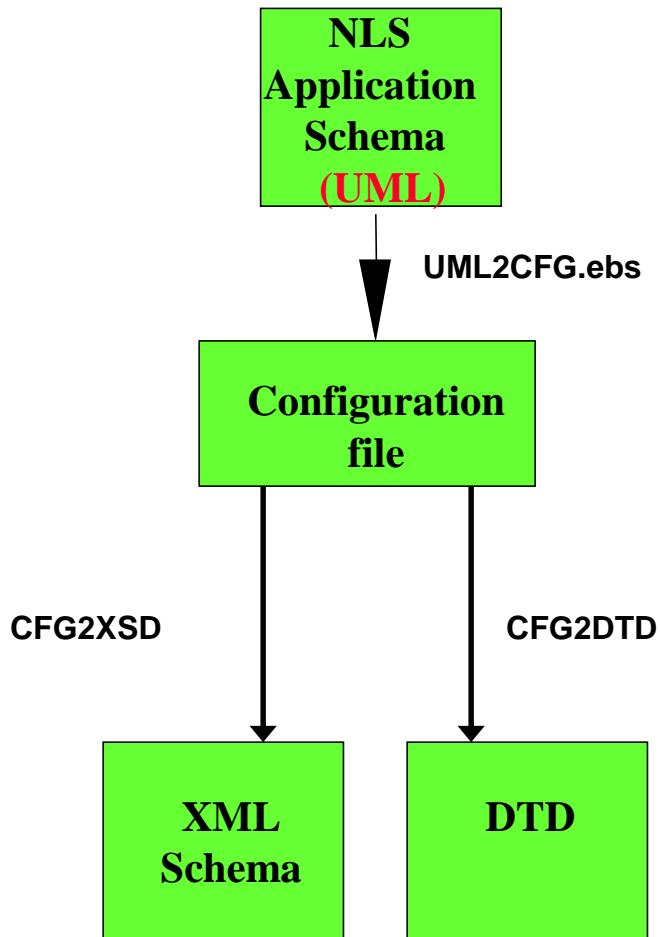 NLS
Application
Schema
(UML)
UML2CFG.ebs
Configuration
file
CFG2XSD
CFG2DTD
XML
Schema
DTD